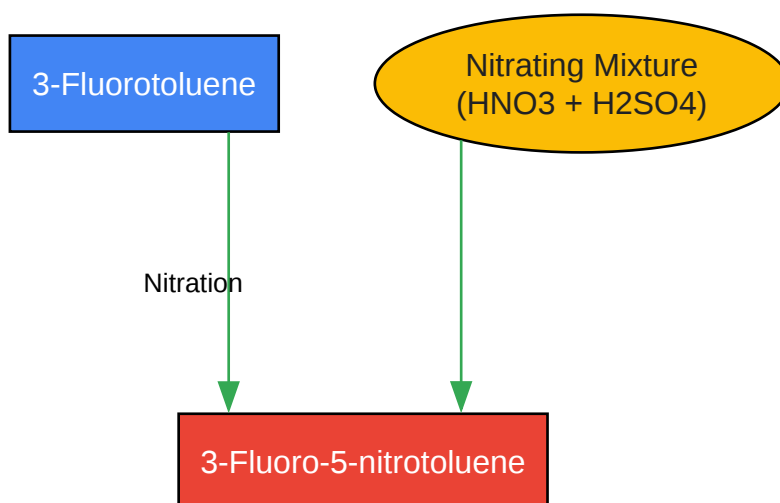 3-Fluorotoluene
Nitrating Mixture
(HNO3 + H2SO4)
Nitration
3-Fluoro-5-nitrotoluene